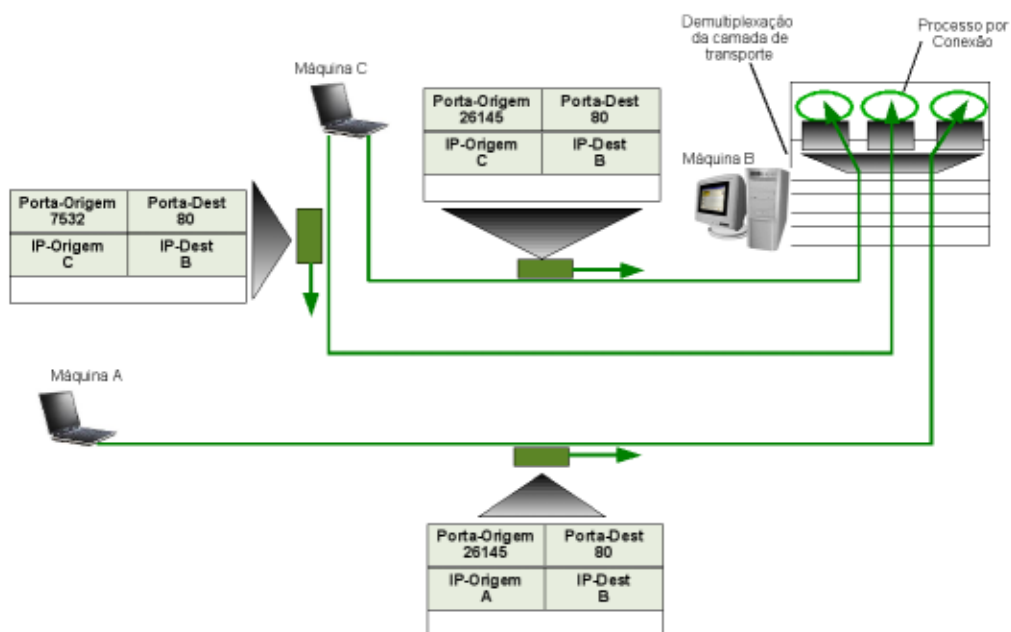 Demultiplexação
da camada de
transporte
Processo por
Conexão
Máquina C
Porta-Origem
26145
Porta-Dest
80
IP-Origem
C
IP-Dest
B
Máquina B
Porta-Origem
7532
Porta-Dest
80
IP-Origem
C
IP-Dest
B
Máquina A
Porta-Origem
26145
Porta-Dest
80
IP-Origem
A
IP-Dest
B